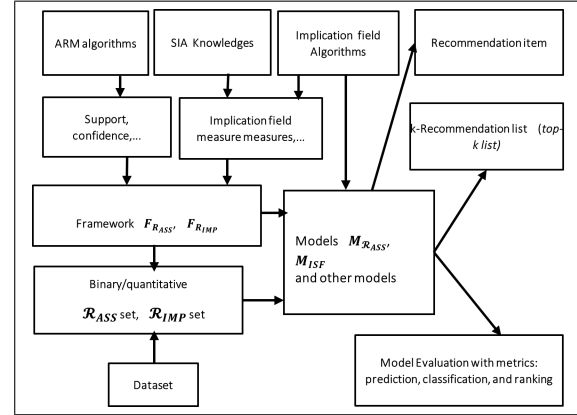 ARM algorithms
SIA Knowledges
Implication field
Algorithms
Recommendation item
Support,
confidence,...
Implication field
measure measures,...
k-Recommendation list (top-
k list)
Framework F_{R_{ASS}}, F_{R_{IMP}}
Models M_{ℛ_{ASS}},
M_{ISF}
and other models
Binary/quantitative
ℛ_{ASS} set, ℛ_{IMP} set
Dataset
Model Evaluation with metrics:
prediction, classification, and ranking